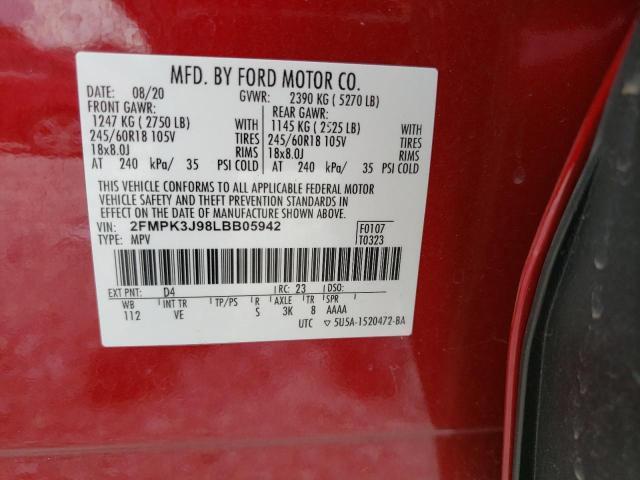 MFD. BY FORD MOTOR CO.
DATE: 08/20 GVWR: 2390 KG ( 5270 LB)
FRONT GAWR: REAR GAWR:
1247 KG ( 2750 LB) WITH 1145 KG ( 2525 LB) WITH
245/60R18 105V TIRES 245/60R18 105V TIRES
18x8.0J RIMS 18x8.0J RIMS
AT 240 kPa/ 35 PSI COLD AT 240 kPa/ 35 PSI COLD
THIS VEHICLE CONFORMS TO ALL APPLICABLE FEDERAL MOTOR
VEHICLE SAFETY AND THEFT PREVENTION STANDARDS IN
EFFECT ON THE DATE OF MANUFACTURE SHOWN ABOVE.
VIN: 2FMPK3J98LBB05942 F0107
TYPE: MPV T0323
EXT PNT: D4 RC: 23 DSO:
WB INT TR TP/PS R AXLE TR SPR
112 VE S 3K 8 AAAA
UTC ▽ 5U5A-1520472-BA